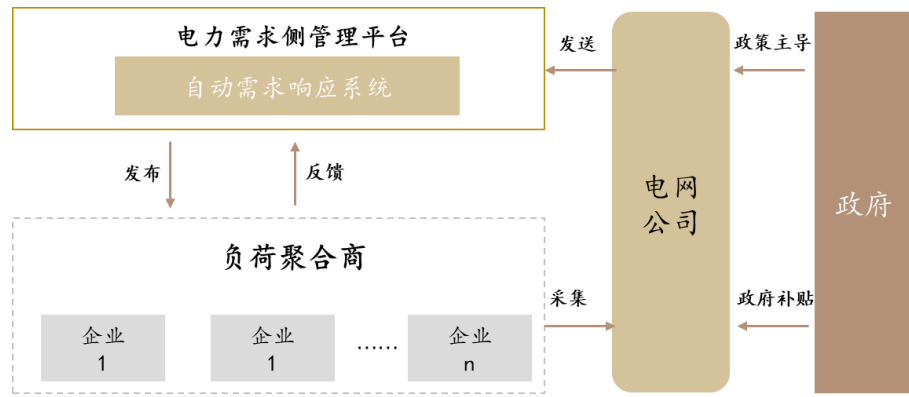 电力需求侧管理平台
自动需求响应系统
发送
政策主导
发布
反馈
电网
公司
政府
负荷聚合商
采集
政府补贴
企业
1
企业
1
……
企业
n